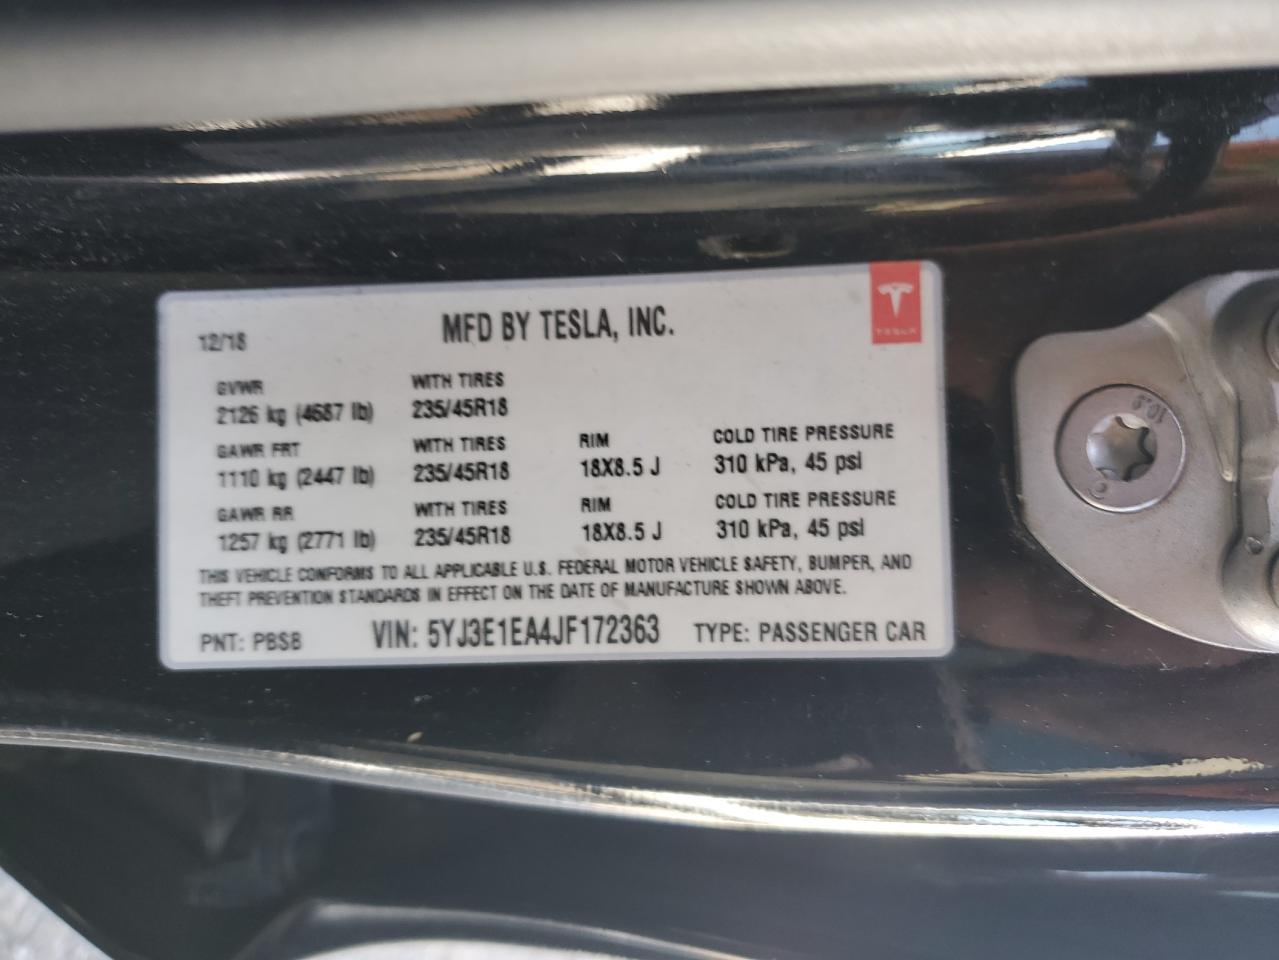 12/18 MFD BY TESLA, INC.
TESLA
GVWR WITH TIRES
2126 kg (4687 lb) 235/45R18
GAWR FRT WITH TIRES RIM COLD TIRE PRESSURE
1110 kg (2447 lb) 235/45R18 18X8.5 J 310 kPa, 45 psi
GAWR RR WITH TIRES RIM COLD TIRE PRESSURE
1257 kg (2771 lb) 235/45R18 18X8.5 J 310 kPa, 45 psi
THIS VEHICLE CONFORMS TO ALL APPLICABLE U.S. FEDERAL MOTOR VEHICLE SAFETY, BUMPER, AND
THEFT PREVENTION STANDARDS IN EFFECT ON THE DATE OF MANUFACTURE SHOWN ABOVE.
PNT: PBSB VIN: 5YJ3E1EA4JF172363 TYPE: PASSENGER CAR
10.9